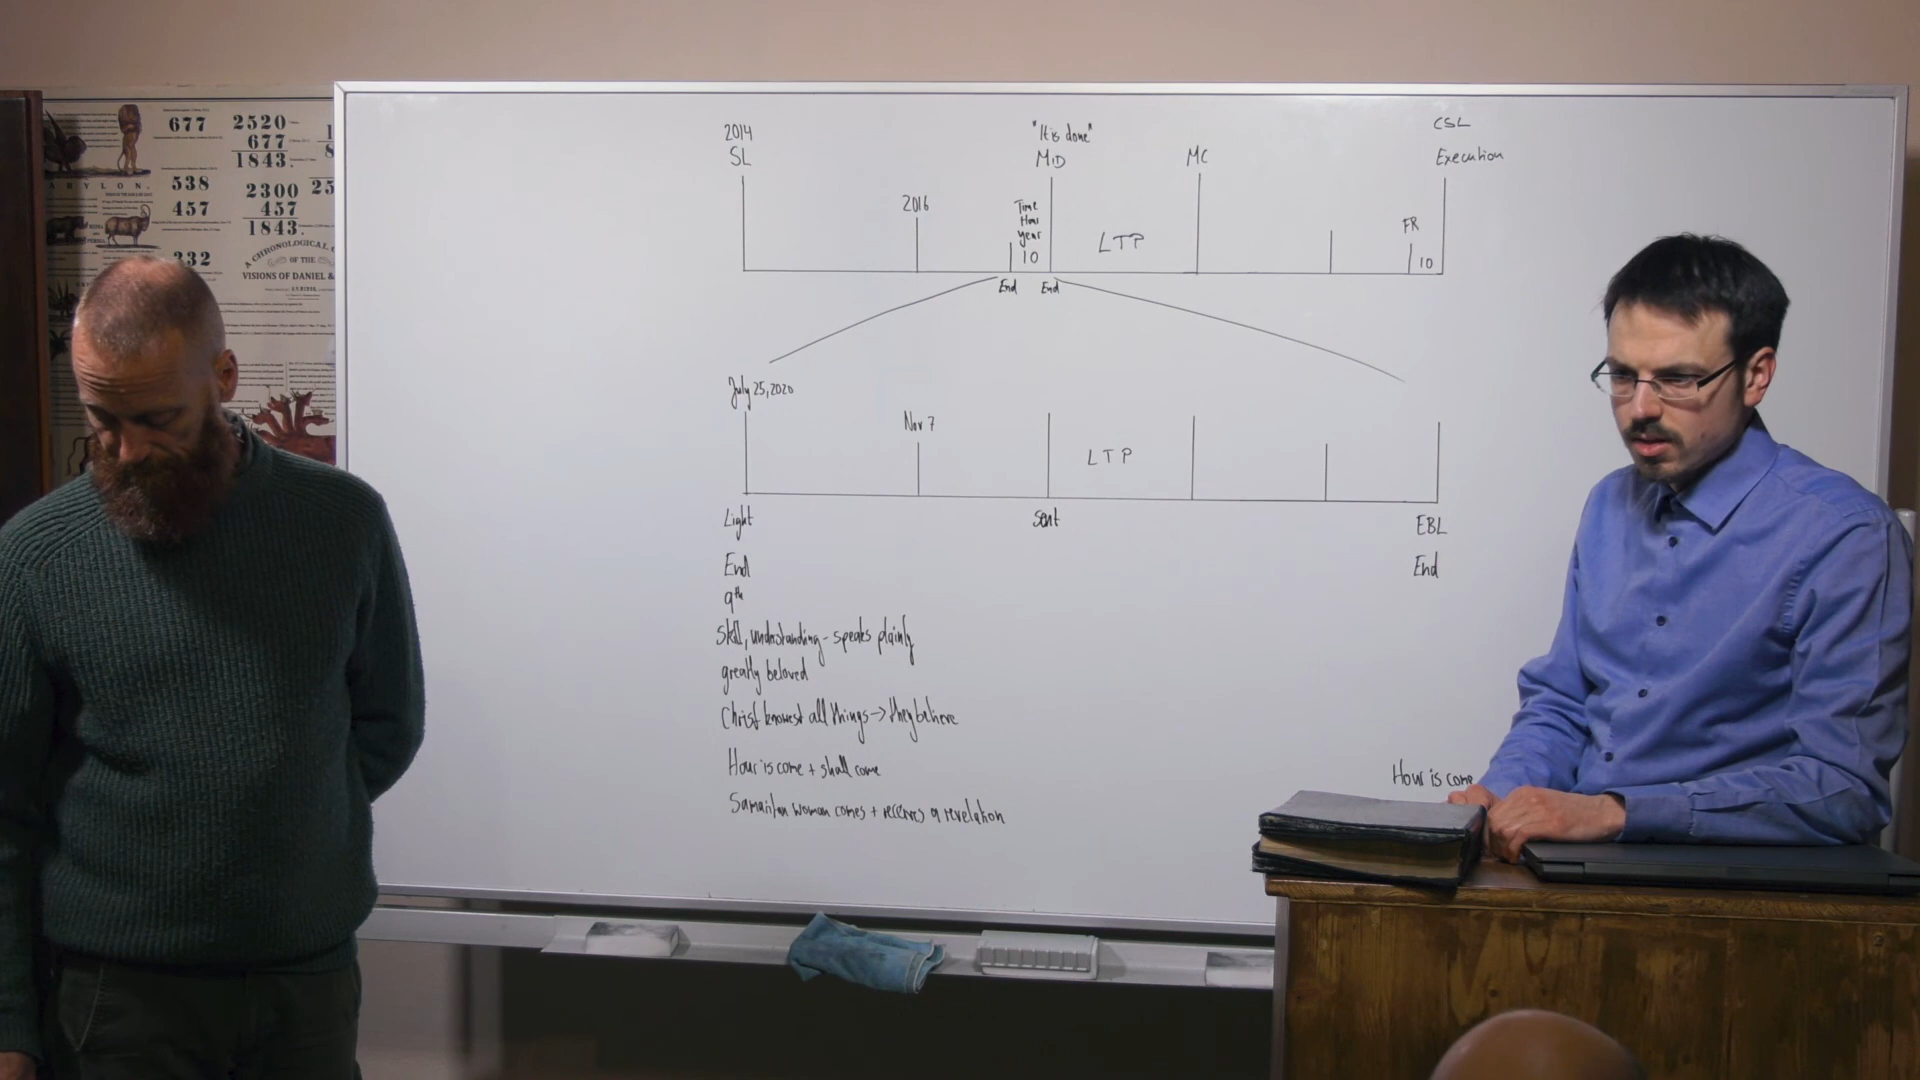 677
2520
677
1843
538
457
2300
457
1843
25
232
A B Y L O N .
A CHRONOLOGICAL
OF THE
VISIONS OF DANIEL &
2014
SL
"It is done"
MID
MC
CSL
Execution
2016
Time
Hour
year
10
LTP
FR
10
End
End
July 25, 2020
Nov 7
LTP
Light
sent
EBL
End
End
9th
Skill, understanding - speaks plainly
greatly beloved
Christ knowest all things → they believe
Hour is come + shall come
Hour is come
Samaritan woman comes + receives a revelation